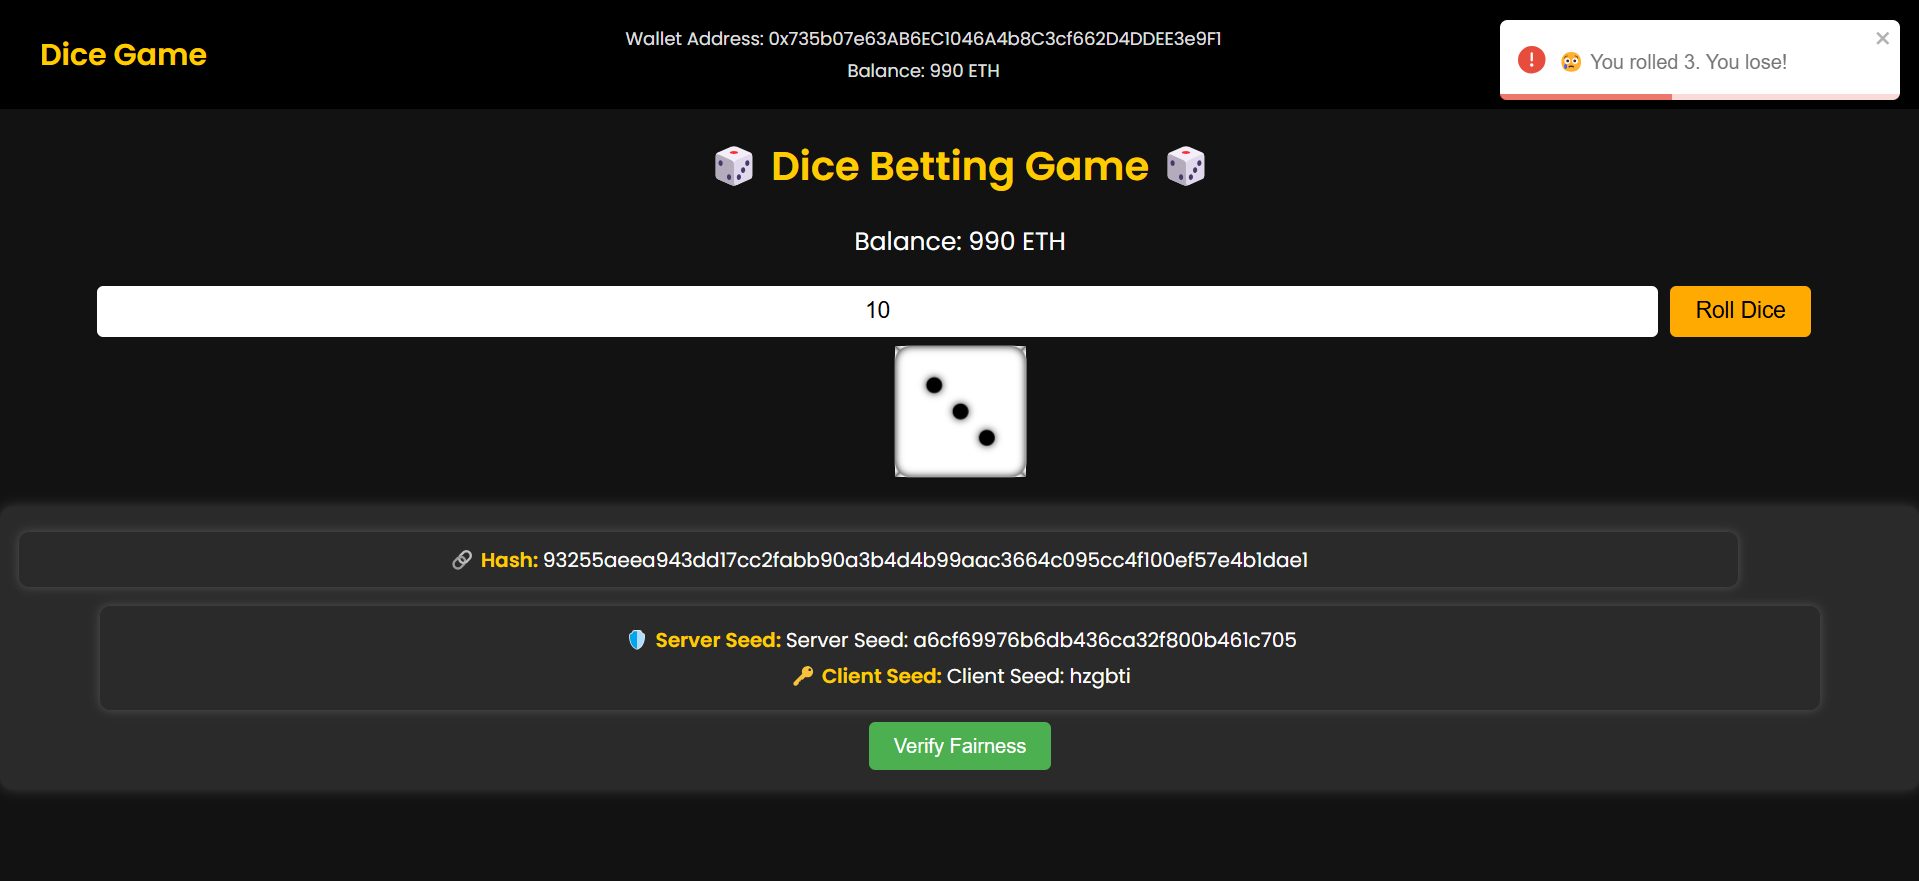 Dice Game
Wallet Address: 0x735b07e63AB6EC1046A4b8C3cf662D4DDEE3e9F1
Balance: 990 ETH
😢 You rolled 3. You lose!
🎲 Dice Betting Game 🎲
Balance: 990 ETH
10
Roll Dice
🔗 Hash: 93255aeea943dd17cc2fabb90a3b4d4b99aac3664c095cc4f100ef57e4b1dae1
🛡️ Server Seed: Server Seed: a6cf69976b6db436ca32f800b461c705
🔑 Client Seed: Client Seed: hzgbti
Verify Fairness